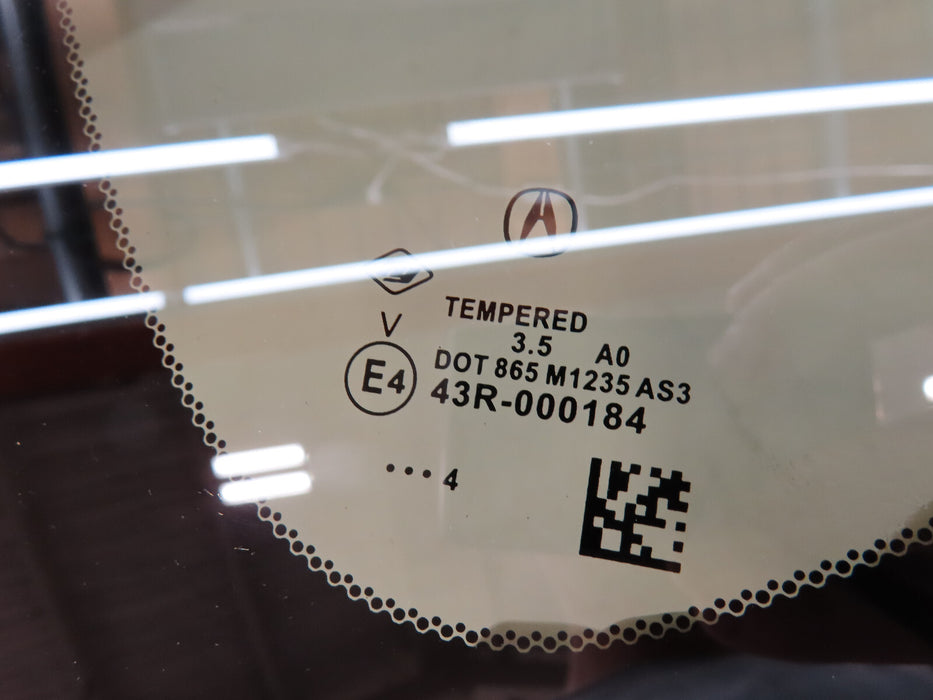 TEMPERED
3.5 A0
V
DOT 865 M1235 AS3
E4
43R-000184
...4